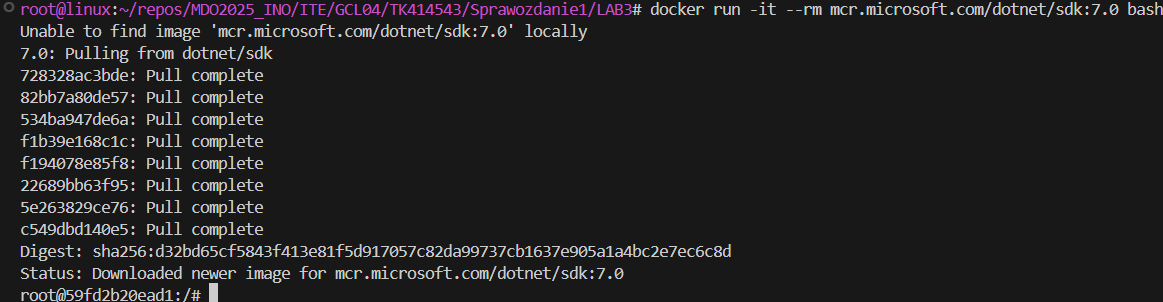 root@linux:~/repos/MDO2025_INO/ITE/GCL04/TK414543/Sprawozdanie1/LAB3# docker run -it --rm mcr.microsoft.com/dotnet/sdk:7.0 bash
Unable to find image 'mcr.microsoft.com/dotnet/sdk:7.0' locally
7.0: Pulling from dotnet/sdk
728328ac3bde: Pull complete
82bb7a80de57: Pull complete
534ba947de6a: Pull complete
f1b39e168c1c: Pull complete
f194078e85f8: Pull complete
22689bb63f95: Pull complete
5e263829ce76: Pull complete
c549dbd140e5: Pull complete
Digest: sha256:d32bd65cf5843f413e81f5d917057c82da99737cb1637e905a1a4bc2e7ec6c8d
Status: Downloaded newer image for mcr.microsoft.com/dotnet/sdk:7.0
root@59fd2b20ead1:/#